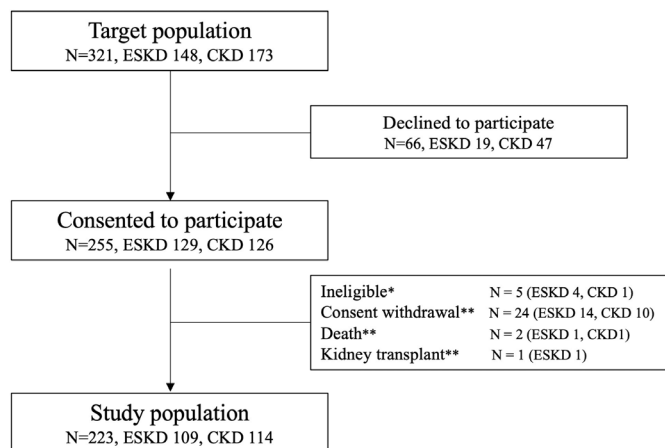 Target population
N=321, ESKD 148, CKD 173
Declined to participate
N=66, ESKD 19, CKD 47
Consented to participate
N=255, ESKD 129, CKD 126
Ineligible* N = 5 (ESKD 4, CKD 1)
Consent withdrawal** N = 24 (ESKD 14, CKD 10)
Death** N = 2 (ESKD 1, CKD1)
Kidney transplant** N = 1 (ESKD 1)
Study population
N=223, ESKD 109, CKD 114